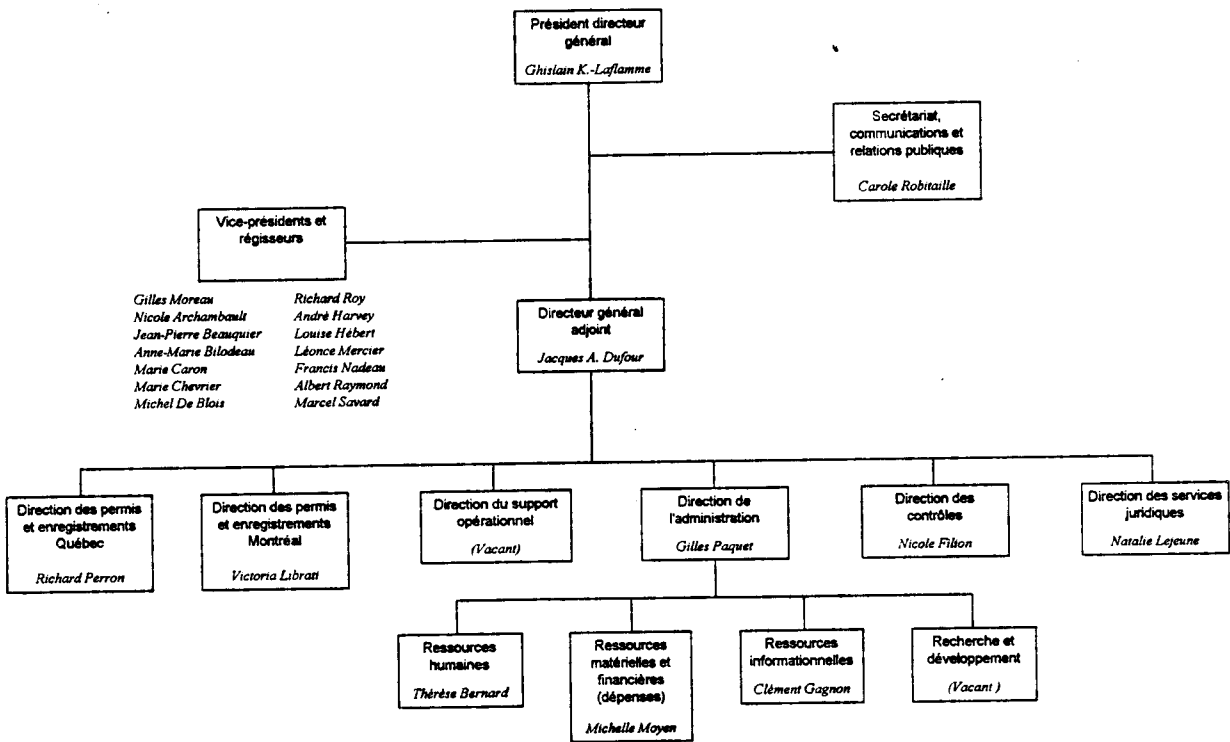 Président directeur
général
Ghislain K.-Laflamme
Secrétariat,
communications et
relations publiques
Carole Robitaille
Vice-présidents et
régisseurs
Gilles Moreau
Nicole Archambault
Jean-Pierre Beauquier
Anne-Marie Bilodeau
Marie Caron
Marie Chevrier
Michel De Blois
Richard Roy
André Harvey
Louise Hébert
Léonce Mercier
Francis Nadeau
Albert Raymond
Marcel Savard
Directeur général
adjoint
Jacques A. Dufour
Direction des permis
et enregistrements
Québec
Richard Perron
Direction des permis
et enregistrements
Montréal
Victoria Librati
Direction du support
opérationnel
(Vacant)
Direction de
l'administration
Gilles Paquet
Direction des
contrôles
Nicole Filion
Direction des services
juridiques
Natalie Lejeune
Ressources
humaines
Thérèse Bernard
Ressources
matérielles et
financières
(dépenses)
Michelle Moyen
Ressources
informationnelles
Clément Gagnon
Recherche et
développement
(Vacant )